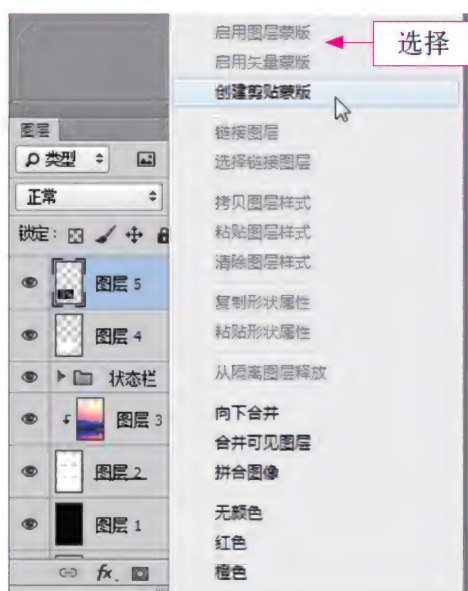 图层
类型
正常
锁定:
图层 5
图层 4
状态栏
图层 3
图层 2
图层 1
fx.
启用图层蒙版
选择
启用矢量蒙版
创建剪贴蒙版
链接图层
选择链接图层
拷贝图层样式
粘贴图层样式
清除图层样式
复制形状属性
粘贴形状属性
从隔离图层释放
向下合并
合并可见图层
拼合图像
无颜色
红色
橙色